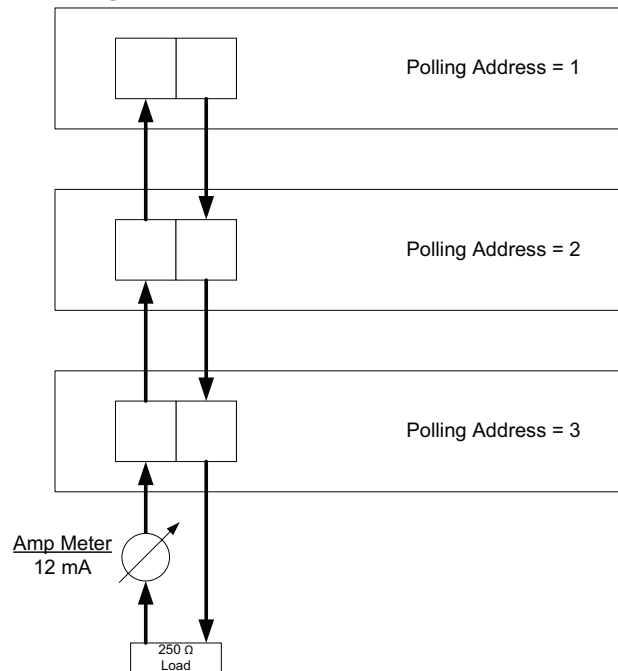 Polling Address = 1
Polling Address = 2
Polling Address = 3
Amp Meter
12 mA
250 Ω
Load